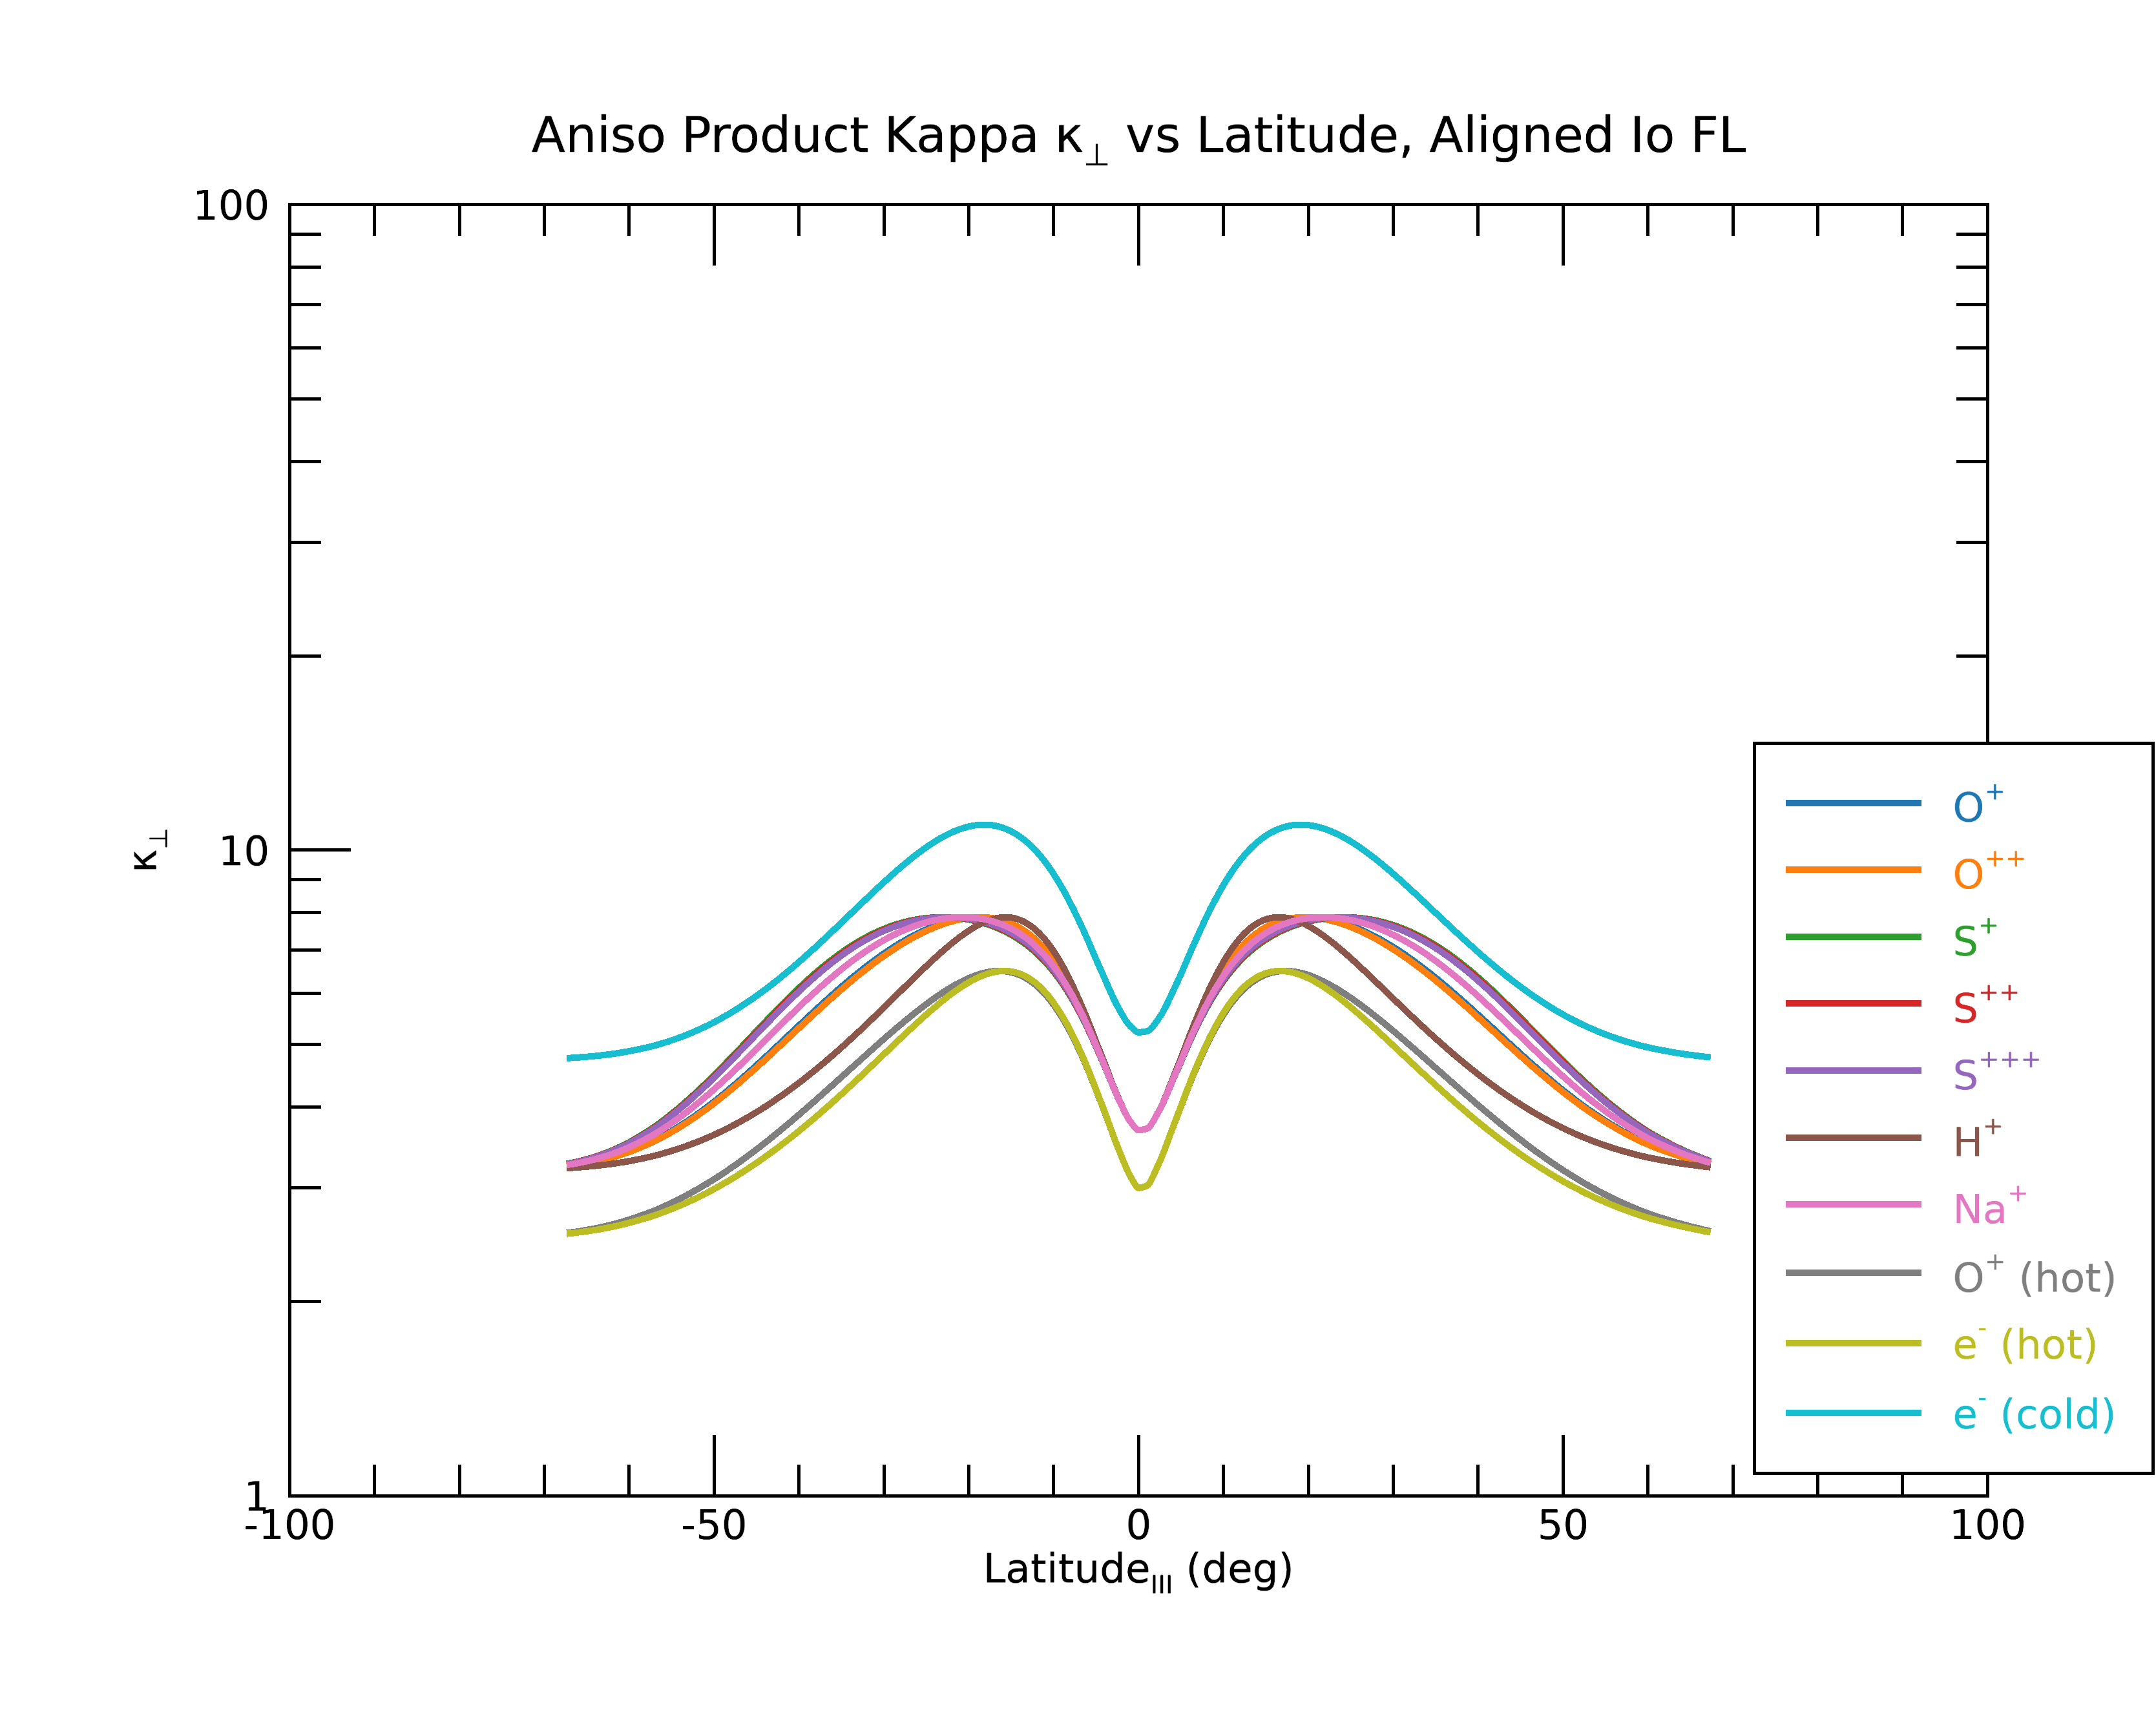 Aniso Product Kappa κ⊥ vs Latitude, Aligned Io FL
100
10
1
κ⊥
-100 -50 0 50 100
Latitude_III (deg)
O⁺
O⁺⁺
S⁺
S⁺⁺
S⁺⁺⁺
H⁺
Na⁺
O⁺ (hot)
e⁻ (hot)
e⁻ (cold)